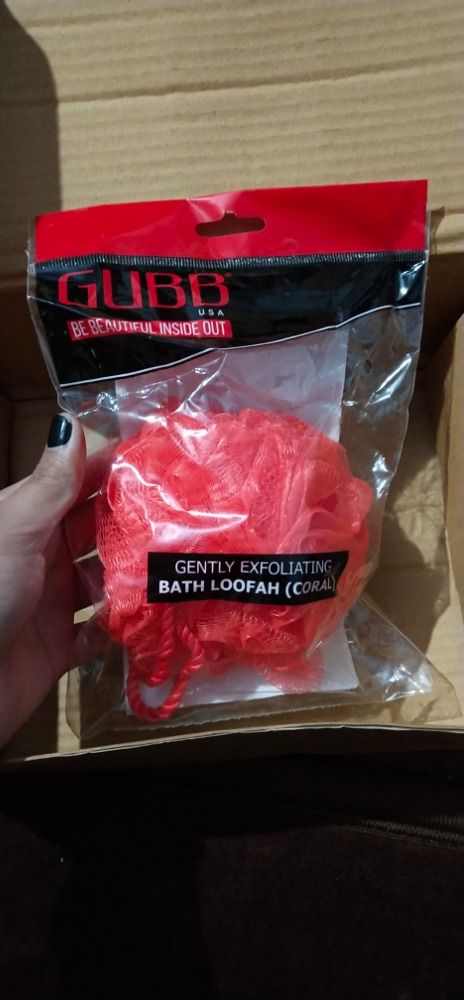 GUBB®
USA
BE BEAUTIFUL INSIDE OUT
GENTLY EXFOLIATING
BATH LOOFAH (CORAL)